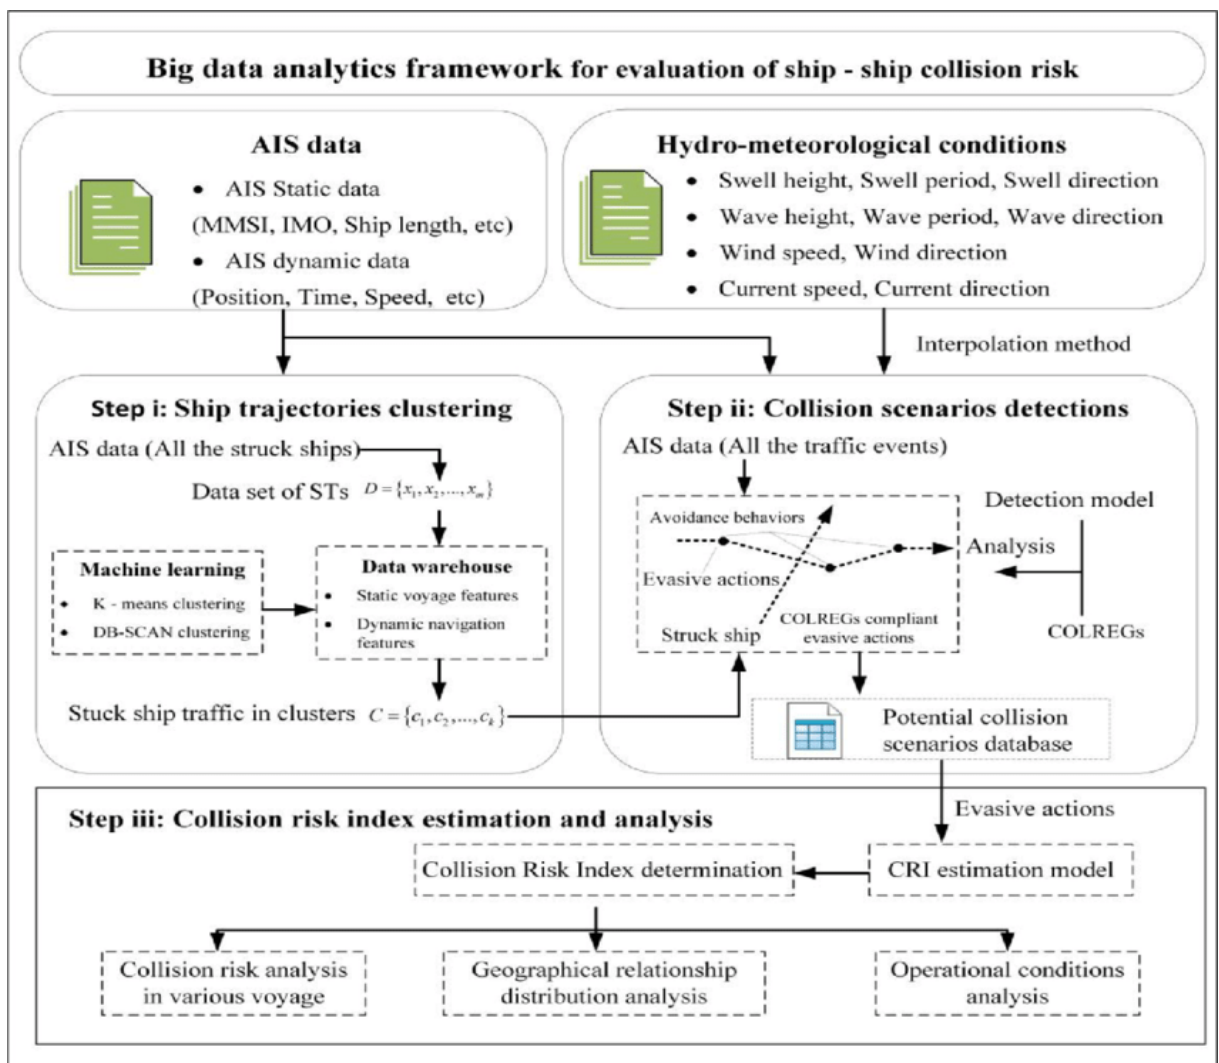 Big data analytics framework for evaluation of ship - ship collision risk
AIS data
• AIS Static data
(MMSI, IMO, Ship length, etc)
• AIS dynamic data
(Position, Time, Speed, etc)
Hydro-meteorological conditions
• Swell height, Swell period, Swell direction
• Wave height, Wave period, Wave direction
• Wind speed, Wind direction
• Current speed, Current direction
Interpolation method
Step i: Ship trajectories clustering
AIS data (All the struck ships)
Data set of STs D = {x₁, x₂, ..., xₘ}
Machine learning
• K - means clustering
• DB-SCAN clustering
Data warehouse
• Static voyage features
• Dynamic navigation
features
Stuck ship traffic in clusters C = {c₁, c₂, ..., cₖ}
Step ii: Collision scenarios detections
AIS data (All the traffic events)
Avoidance behaviors
Evasive actions
Struck ship
COLREGs compliant
evasive actions
Detection model
Analysis
COLREGs
Potential collision
scenarios database
Evasive actions
Step iii: Collision risk index estimation and analysis
CRI estimation model
Collision Risk Index determination
Collision risk analysis
in various voyage
Geographical relationship
distribution analysis
Operational conditions
analysis